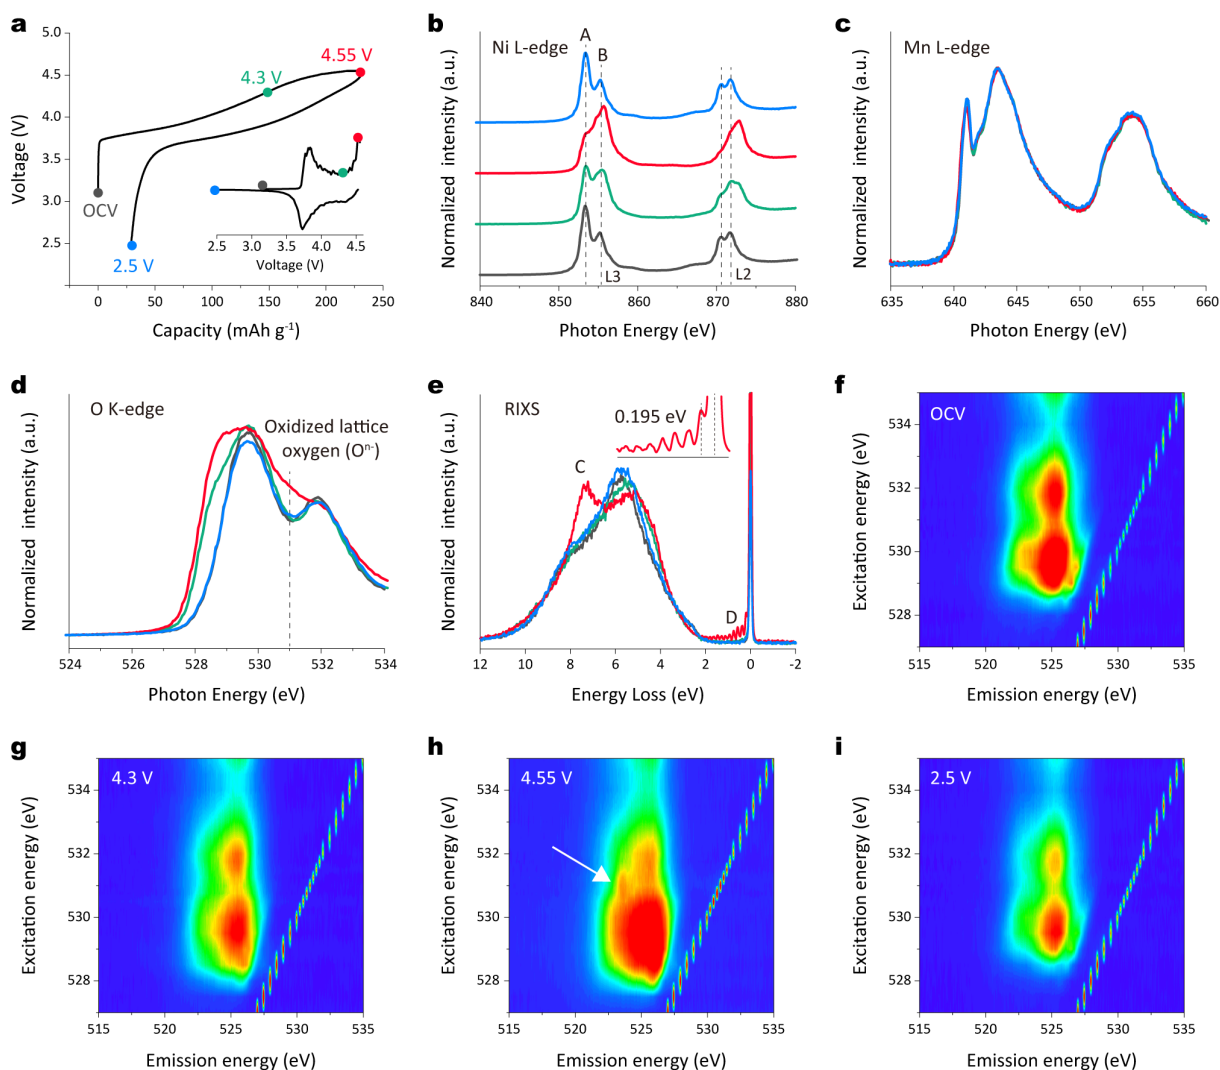 a
5.0
4.5
4.0
3.5
3.0
2.5
Voltage (V)
4.3 V
4.55 V
OCV
2.5 V
2.5 3.0 3.5 4.0 4.5
Voltage (V)
0 50 100 150 200 250
Capacity (mAh g⁻¹)
b
Ni L-edge
A
B
L3
L2
Normalized intensity (a.u.)
840 850 860 870 880
Photon Energy (eV)
c
Mn L-edge
Normalized intensity (a.u.)
635 640 645 650 655 660
Photon Energy (eV)
d
O K-edge
Oxidized lattice
oxygen (Oⁿ⁻)
Normalized intensity (a.u.)
524 526 528 530 532 534
Photon Energy (eV)
e
RIXS
0.195 eV
C
D
Normalized intensity (a.u.)
12 10 8 6 4 2 0 -2
Energy Loss (eV)
f
OCV
534
532
530
528
Excitation energy (eV)
515 520 525 530 535
Emission energy (eV)
g
4.3 V
534
532
530
528
Excitation energy (eV)
515 520 525 530 535
Emission energy (eV)
h
4.55 V
534
532
530
528
Excitation energy (eV)
515 520 525 530 535
Emission energy (eV)
i
2.5 V
534
532
530
528
Excitation energy (eV)
515 520 525 530 535
Emission energy (eV)